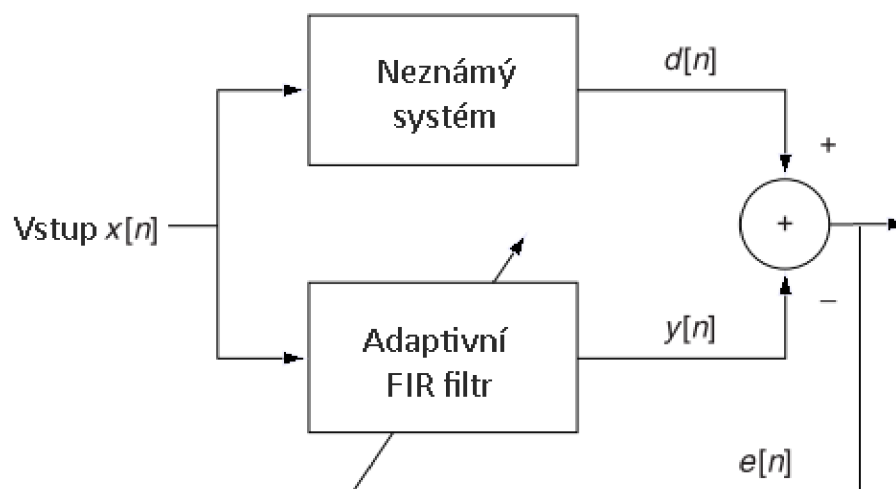 Neznámý
systém
d[n]
+
Vstup x[n]
+
Adaptivní
FIR filtr
y[n]
–
e[n]